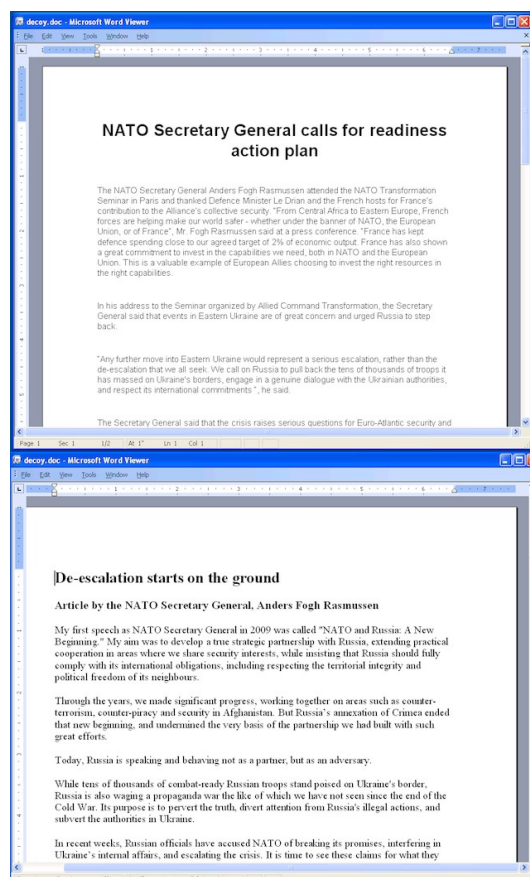 decoy.doc - Microsoft Word Viewer
File Edit View Tools Window Help
NATO Secretary General calls for readiness
action plan
The NATO Secretary General Anders Fogh Rasmussen attended the NATO Transformation
Seminar in Paris and thanked Defence Minister Le Drian and the French hosts for France's
contribution to the Alliance's collective security. "From Central Africa to Eastern Europe, French
forces are helping make our world safer - whether under the banner of NATO, the European
Union, or of France", Mr. Fogh Rasmussen said at a press conference. "France has kept
defence spending close to our agreed target of 2% of economic output. France has also shown
a great commitment to invest in the capabilities we need, both in NATO and the European
Union. This is a valuable example of European Allies choosing to invest the right resources in
the right capabilities.
In his address to the Seminar organized by Allied Command Transformation, the Secretary
General said that events in Eastern Ukraine are of great concern and urged Russia to step
back.
"Any further move into Eastern Ukraine would represent a serious escalation, rather than the
de-escalation that we all seek. We call on Russia to pull back the tens of thousands of troops it
has massed on Ukraine's borders, engage in a genuine dialogue with the Ukrainian authorities,
and respect its international commitments ", he said.
The Secretary General said that the crisis raises serious questions for Euro-Atlantic security and
Page 1 Sec 1 1/2 At 1" Ln 1 Col 1
decoy.doc - Microsoft Word Viewer
File Edit View Tools Window Help
De-escalation starts on the ground
Article by the NATO Secretary General, Anders Fogh Rasmussen
My first speech as NATO Secretary General in 2009 was called "NATO and Russia: A New
Beginning." My aim was to develop a true strategic partnership with Russia, extending practical
cooperation in areas where we share security interests, while insisting that Russia should fully
comply with its international obligations, including respecting the territorial integrity and
political freedom of its neighbours.
Through the years, we made significant progress, working together on areas such as counter-
terrorism, counter-piracy and security in Afghanistan. But Russia's annexation of Crimea ended
that new beginning, and undermined the very basis of the partnership we had built with such
great efforts.
Today, Russia is speaking and behaving not as a partner, but as an adversary.
While tens of thousands of combat-ready Russian troops stand poised on Ukraine's border,
Russia is also waging a propaganda war the like of which we have not seen since the end of the
Cold War. Its purpose is to pervert the truth, divert attention from Russia's illegal actions, and
subvert the authorities in Ukraine.
In recent weeks, Russian officials have accused NATO of breaking its promises, interfering in
Ukraine's internal affairs, and escalating the crisis. It is time to see these claims for what they